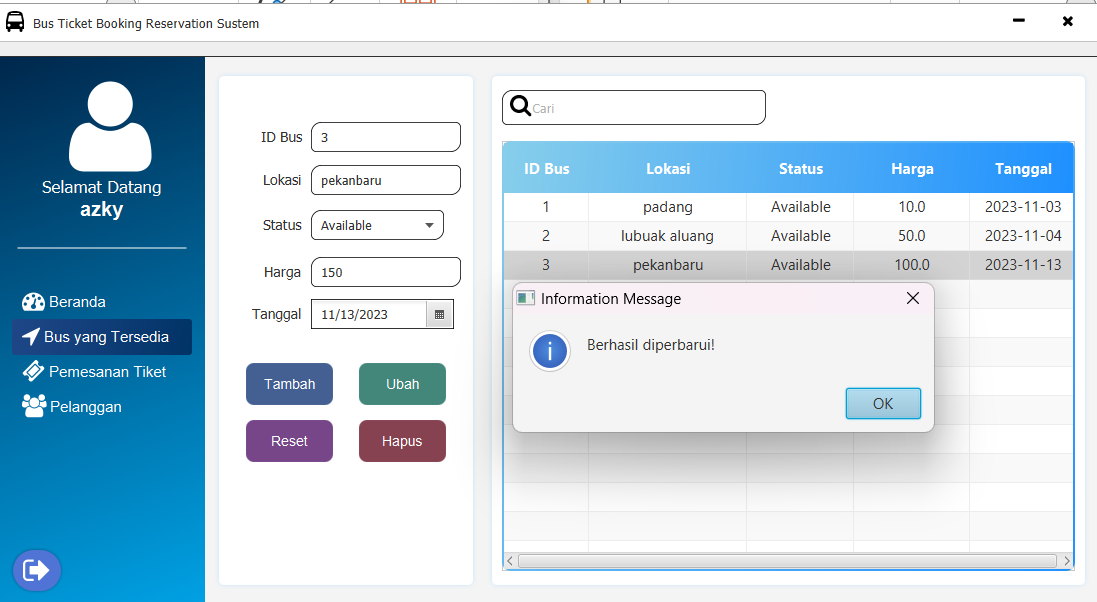 Bus Ticket Booking Reservation Sustem
Selamat Datang
azky
Beranda
Bus yang Tersedia
Pemesanan Tiket
Pelanggan
ID Bus 3
Lokasi pekanbaru
Status Available
Harga 150
Tanggal 11/13/2023
Tambah Ubah
Reset Hapus
Cari
ID Bus Lokasi Status Harga Tanggal
1 padang Available 10.0 2023-11-03
2 lubuak aluang Available 50.0 2023-11-04
3 pekanbaru Available 100.0 2023-11-13
Information Message
Berhasil diperbarui!
OK